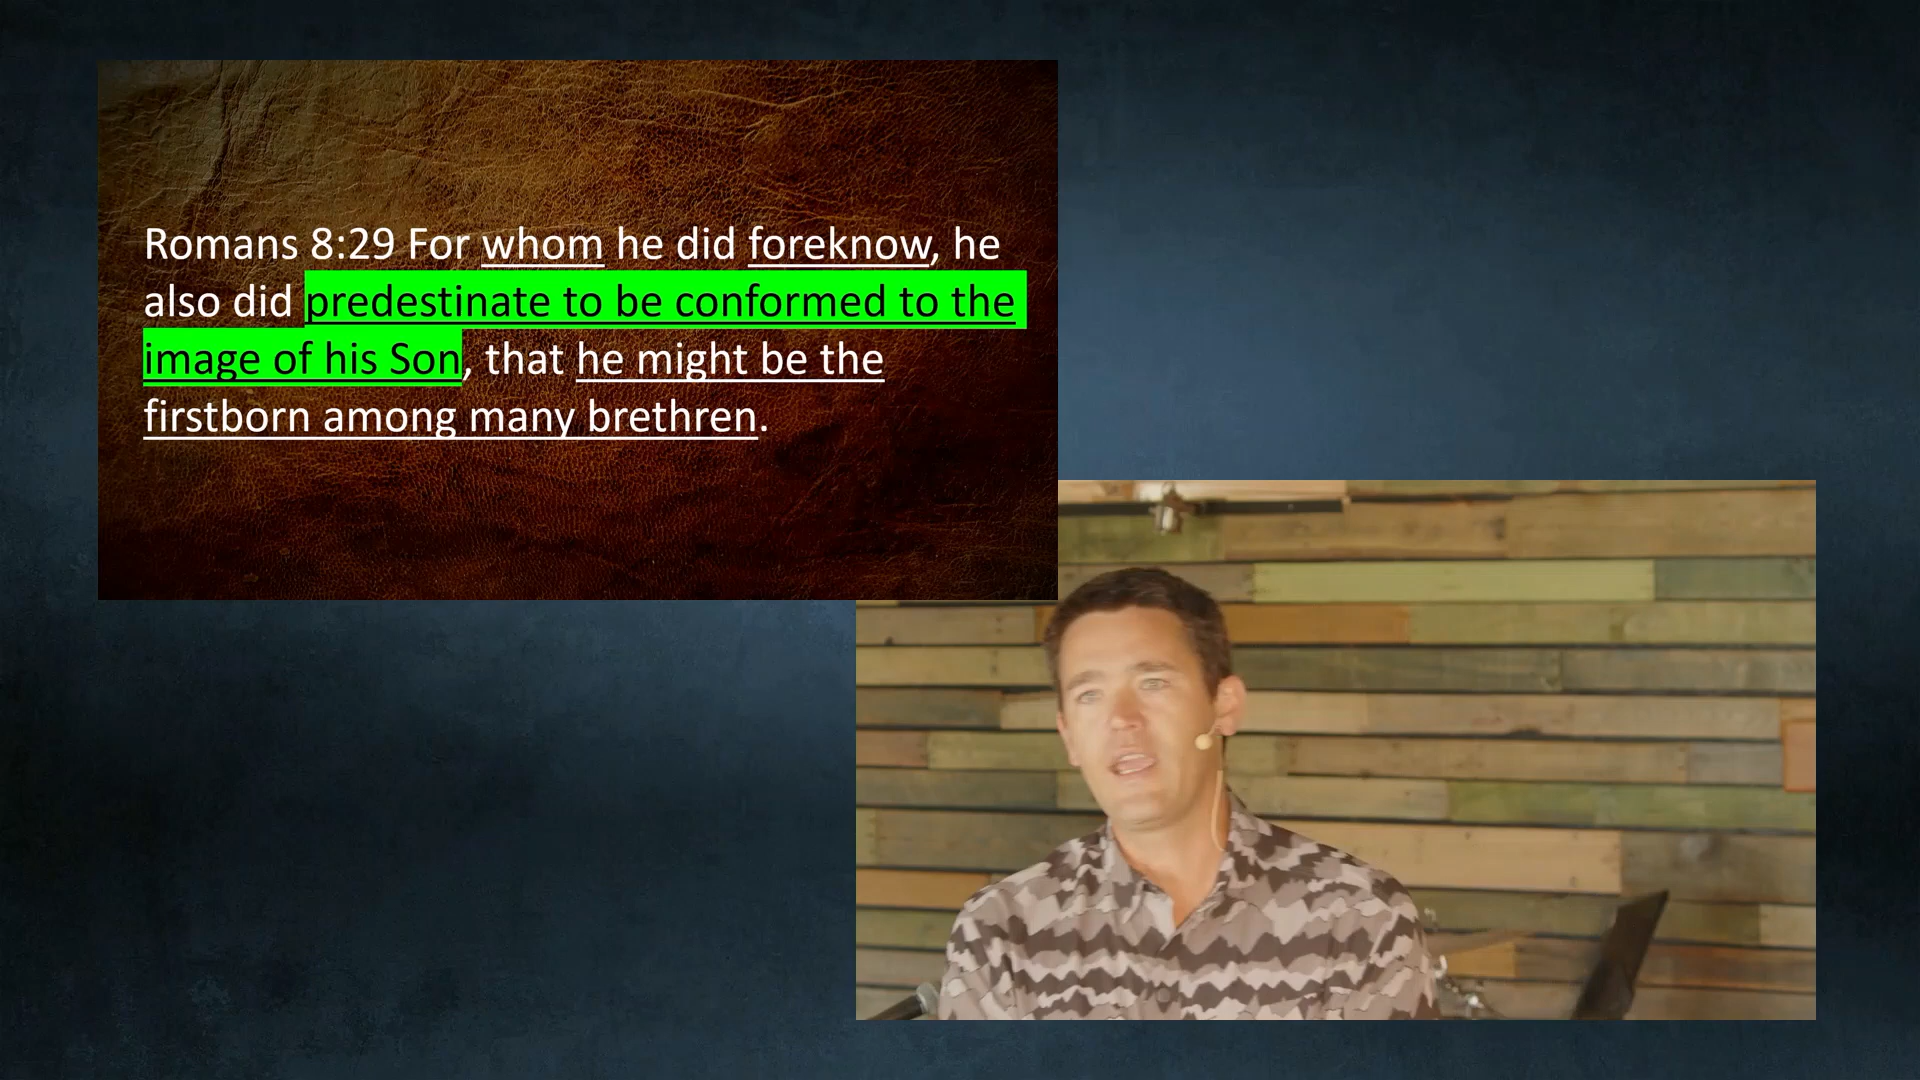 Romans 8:29 For whom he did foreknow, he
also did predestinate to be conformed to the
image of his Son, that he might be the
firstborn among many brethren.